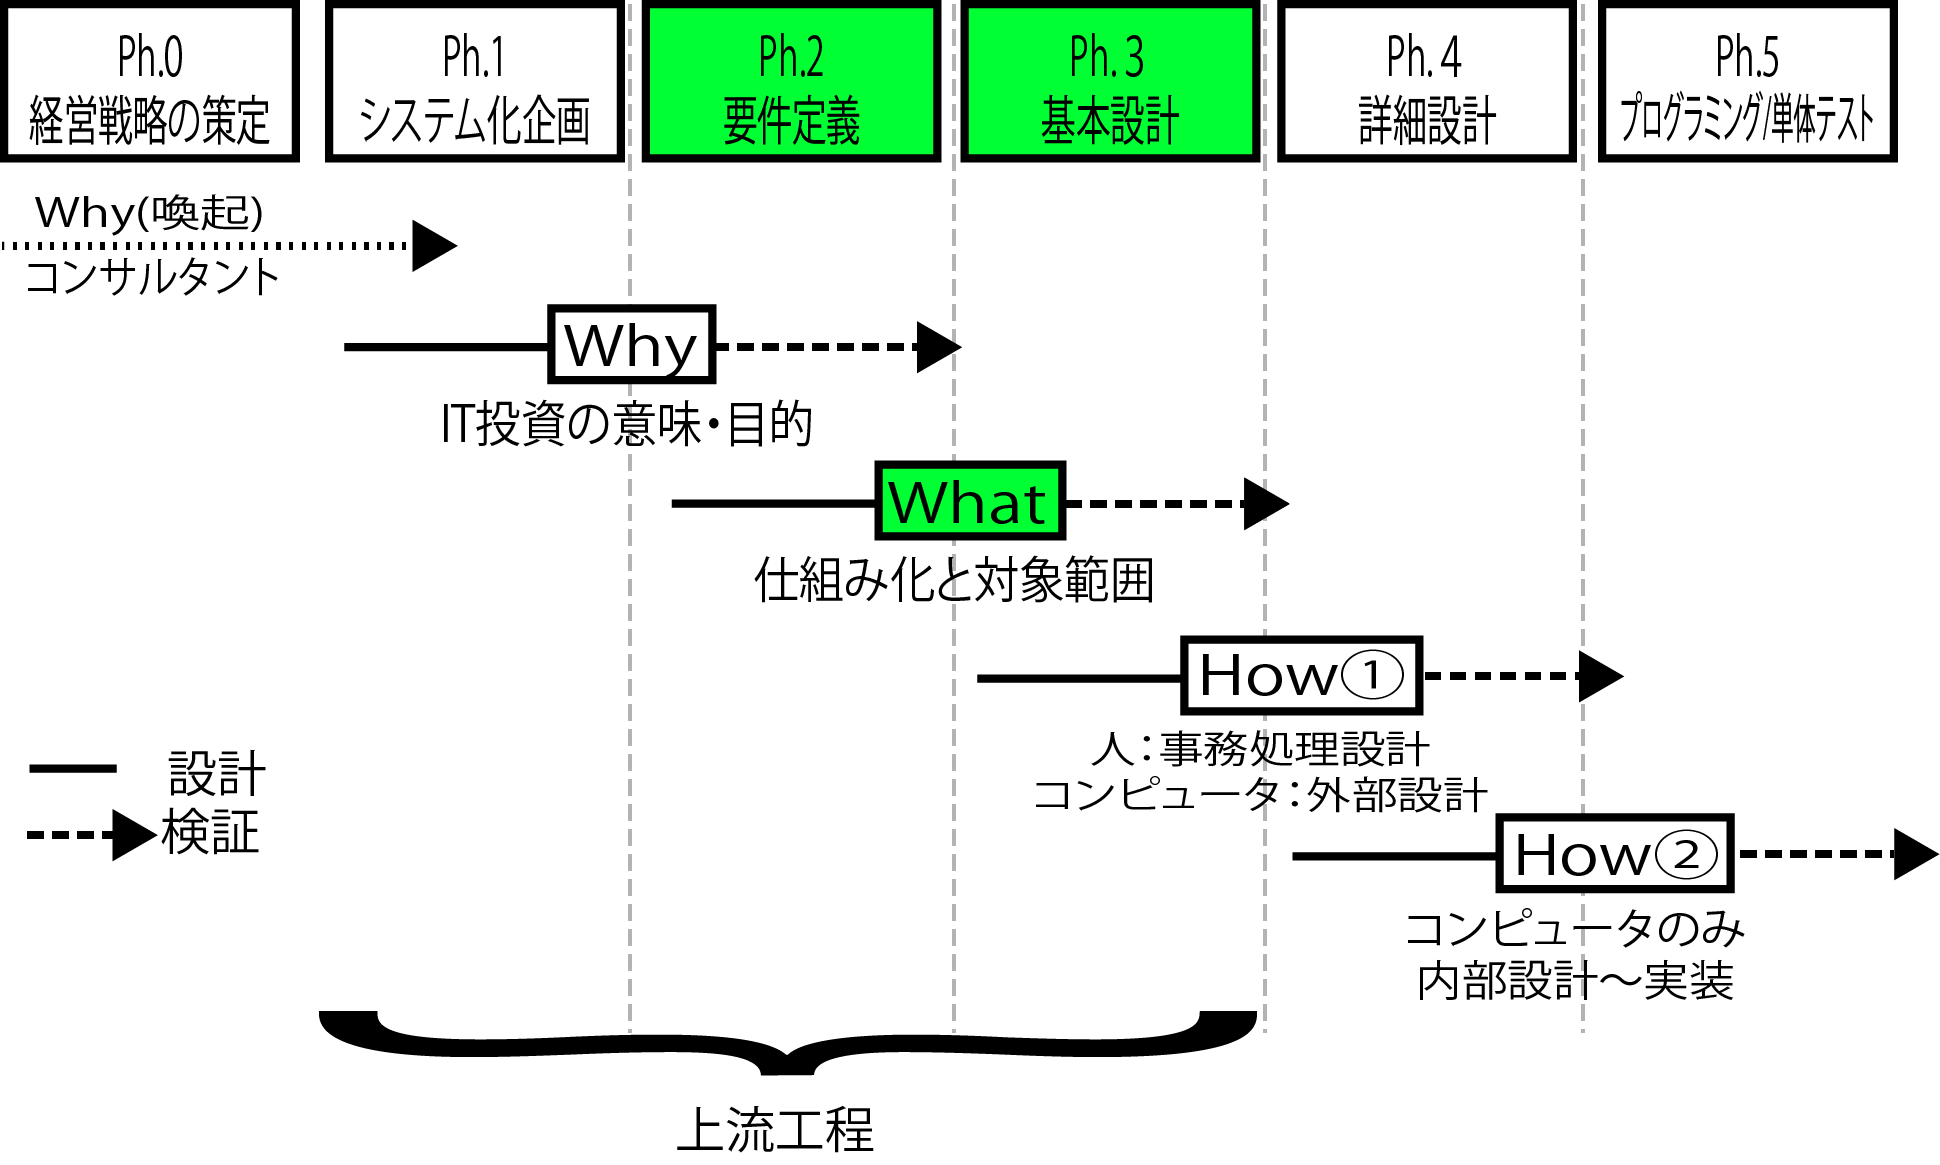 Ph.0
経営戦略の策定
Ph.1
システム化企画
Ph.2
要件定義
Ph. 3
基本設計
Ph. 4
詳細設計
Ph.5
プログラミング/単体テスト
Why(喚起)
コンサルタント
Why
IT投資の意味・目的
What
仕組み化と対象範囲
How①
人：事務処理設計
コンピュータ：外部設計
How②
コンピュータのみ
内部設計～実装
設計
検証
上流工程